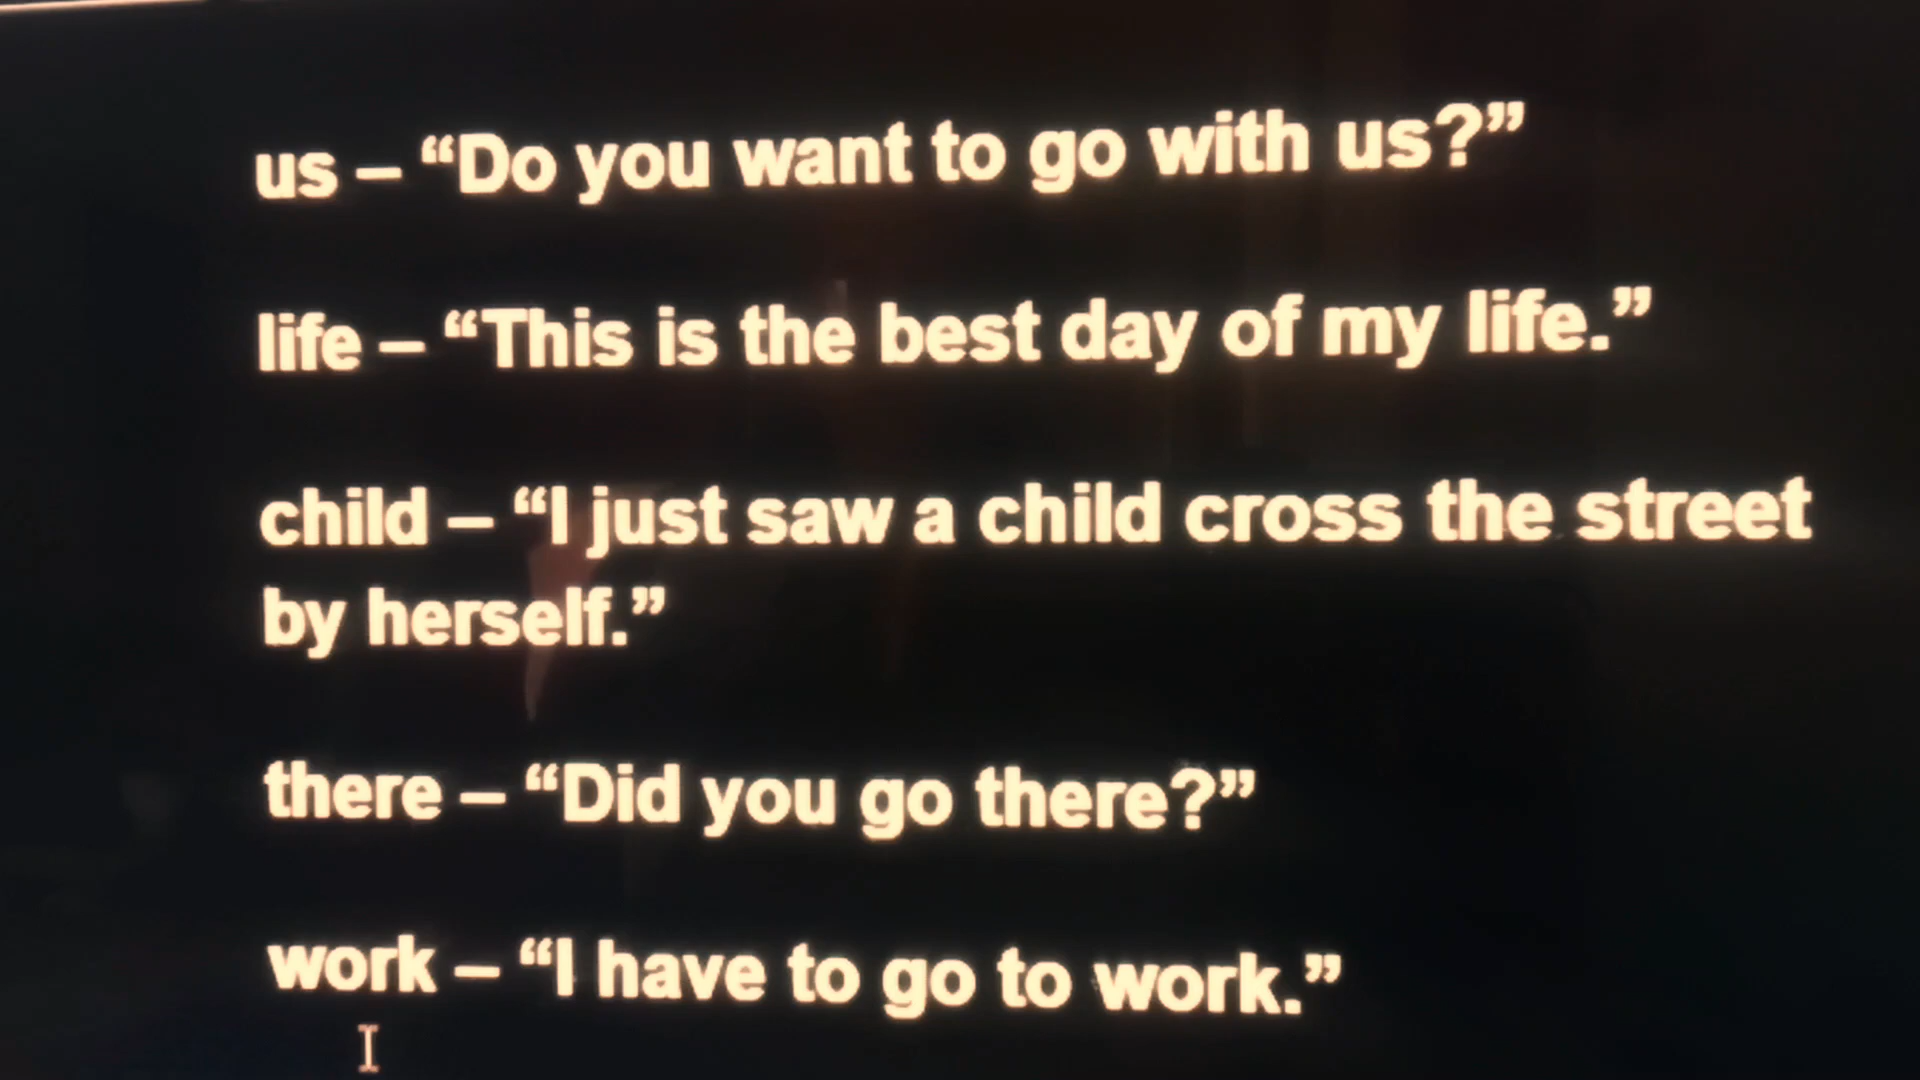 us – “Do you want to go with us?”
life – “This is the best day of my life.”
child – “I just saw a child cross the street
by herself.”
there – “Did you go there?”
work – “I have to go to work.”